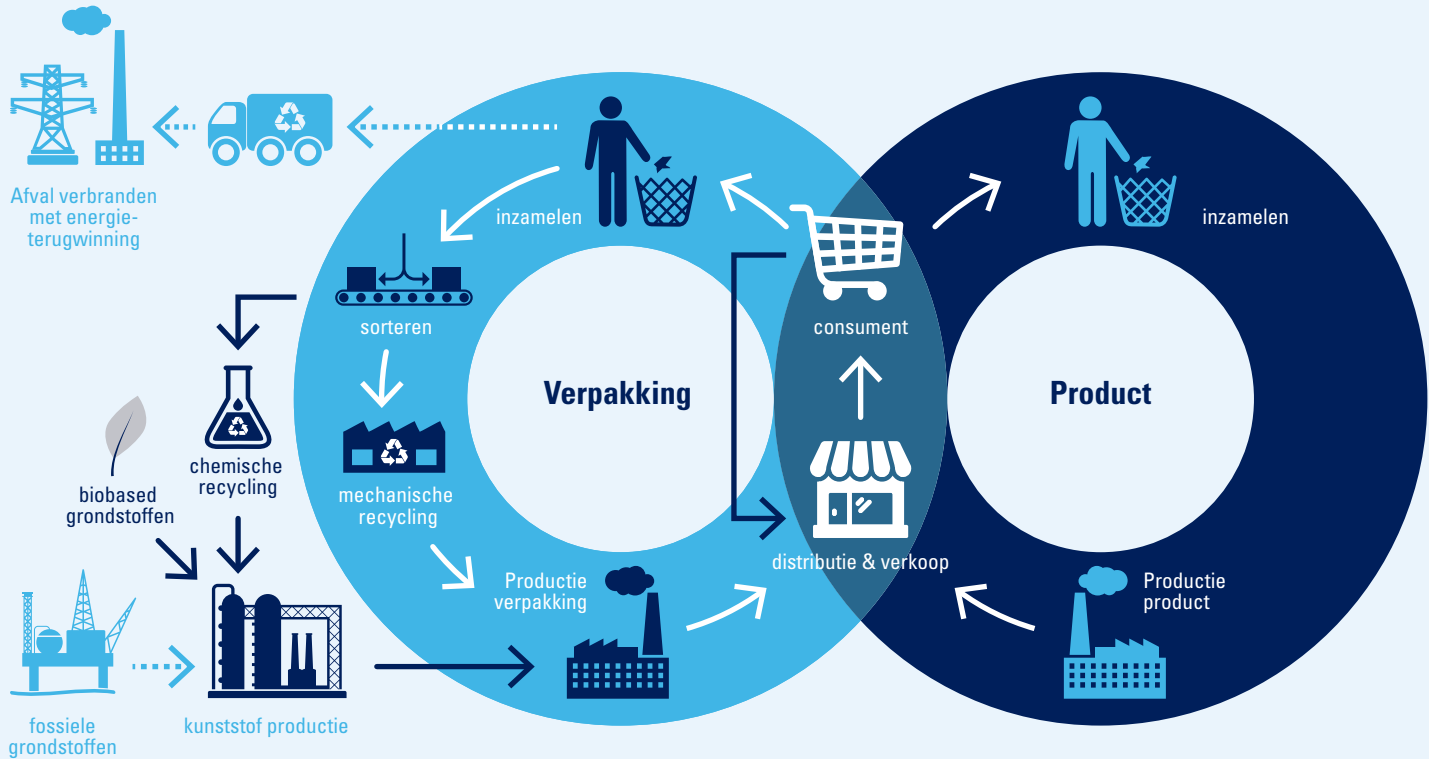 Afval verbranden
met energie-
terugwinning
inzamelen
inzamelen
sorteren
consument
Verpakking
Product
chemische
recycling
biobased
grondstoffen
mechanische
recycling
distributie & verkoop
Productie
verpakking
Productie
product
fossiele
grondstoffen
kunststof productie